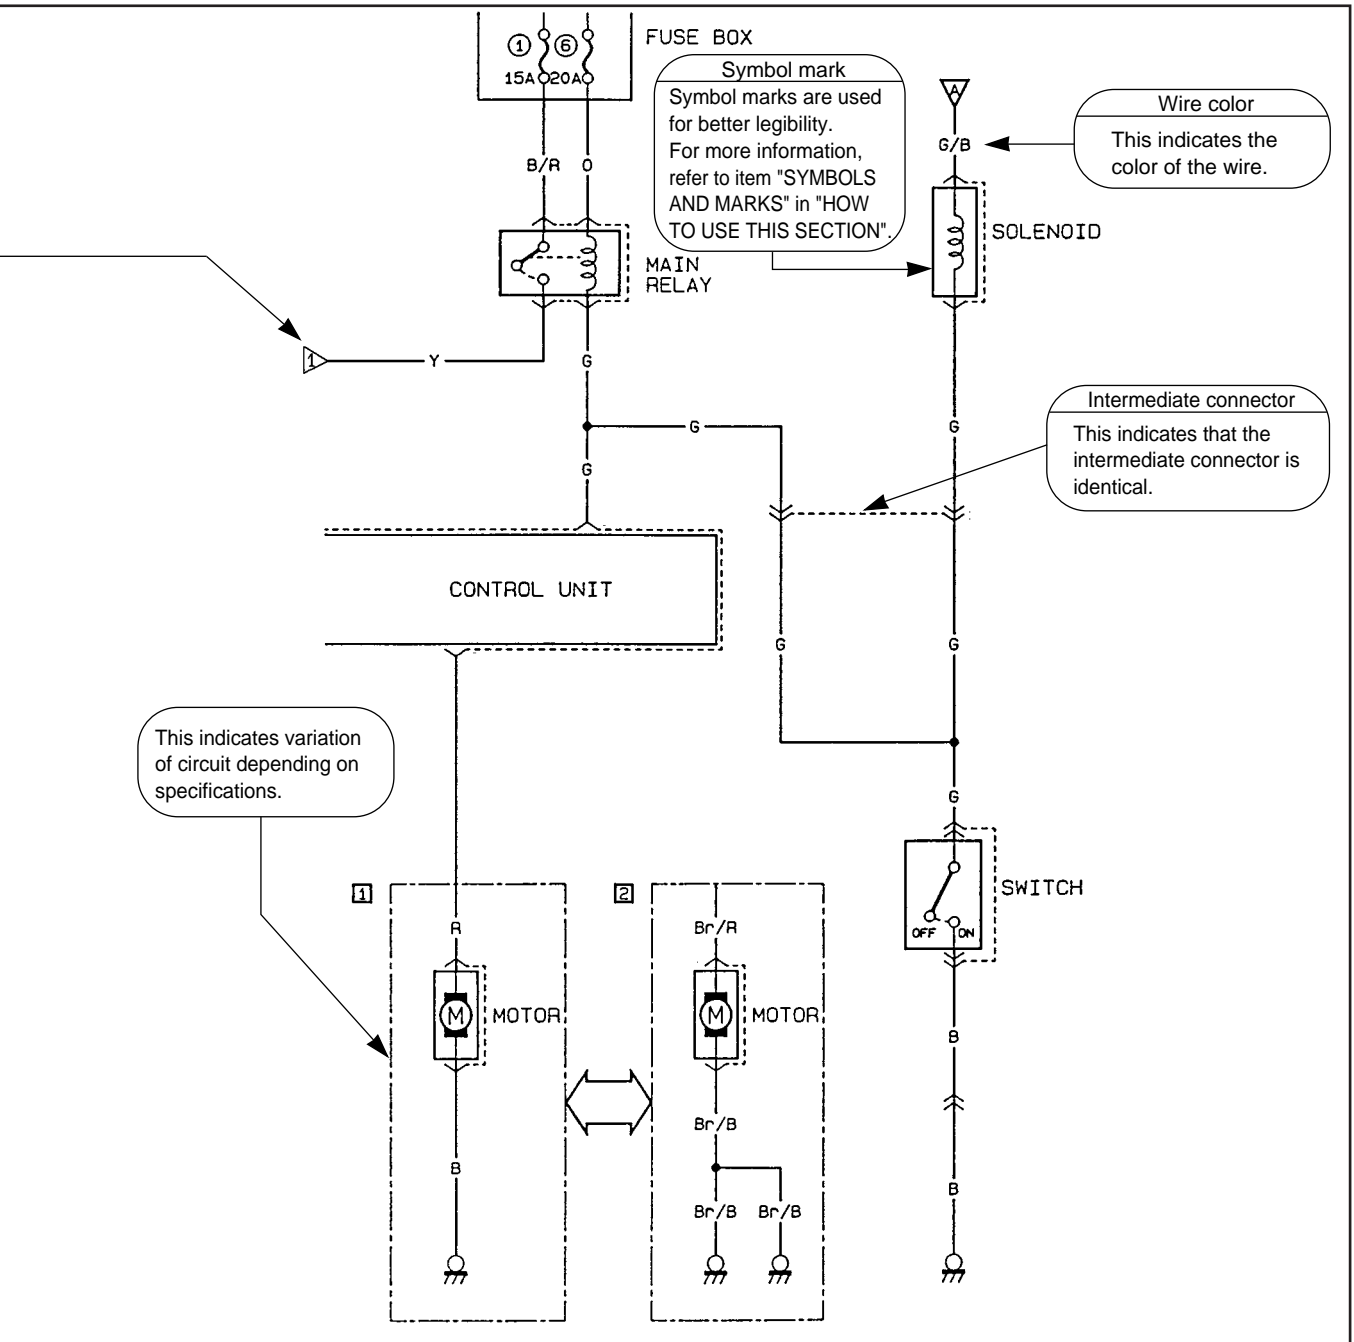 FUSE BOX
1 6
15A 20A
Symbol mark
Symbol marks are used
for better legibility.
For more information,
refer to item "SYMBOLS
AND MARKS" in "HOW
TO USE THIS SECTION".
A
G/B
Wire color
This indicates the
color of the wire.
B/R O
SOLENOID
MAIN
RELAY
1
Y
G
G
G
G
Intermediate connector
This indicates that the
intermediate connector is
identical.
CONTROL UNIT
G
G
This indicates variation
of circuit depending on
specifications.
G
1
2
SWITCH
OFF ON
R
Br/R
M MOTOR
M MOTOR
B
Br/B
B
Br/B Br/B
B